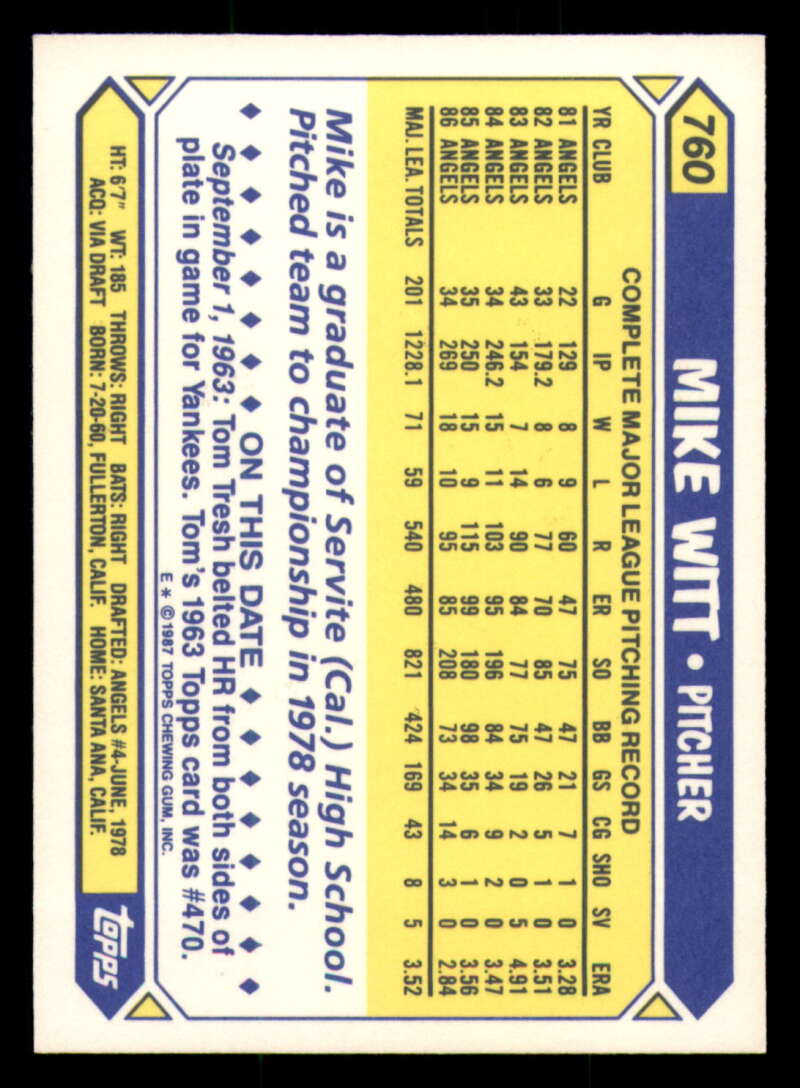 760 MIKE WITT • PITCHER
COMPLETE MAJOR LEAGUE PITCHING RECORD
YR CLUB G IP W L R ER SO BB GS CG SHO SV ERA
81 ANGELS 22 129 8 9 60 47 75 47 21 7 1 0 3.28
82 ANGELS 33 179.2 8 6 77 70 85 47 26 5 1 0 3.51
83 ANGELS 43 154 7 14 90 84 77 75 19 2 0 5 4.91
84 ANGELS 34 246.2 15 11 103 95 196 84 34 9 2 0 3.47
85 ANGELS 35 250 15 9 115 99 180 98 35 6 1 0 3.56
86 ANGELS 34 269 18 10 95 85 208 73 34 14 3 0 2.84
MAJ. LEA. TOTALS 201 1228.1 71 59 540 480 821 424 169 43 8 5 3.52
Mike is a graduate of Servite (Cal.) High School.
Pitched team to championship in 1978 season.
ON THIS DATE
September 1, 1963: Tom Tresh belted HR from both sides of
plate in game for Yankees. Tom's 1963 Topps card was #470.
E * © 1987 TOPPS CHEWING GUM, INC.
HT: 6'7" WT: 185 THROWS: RIGHT BATS: RIGHT DRAFTED: ANGELS #4-JUNE, 1978
ACQ: VIA DRAFT BORN: 7-20-60, FULLERTON, CALIF. HOME: SANTA ANA, CALIF.
topps